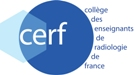 cerf
collège
des
enseignants
de
radiologie
de
france